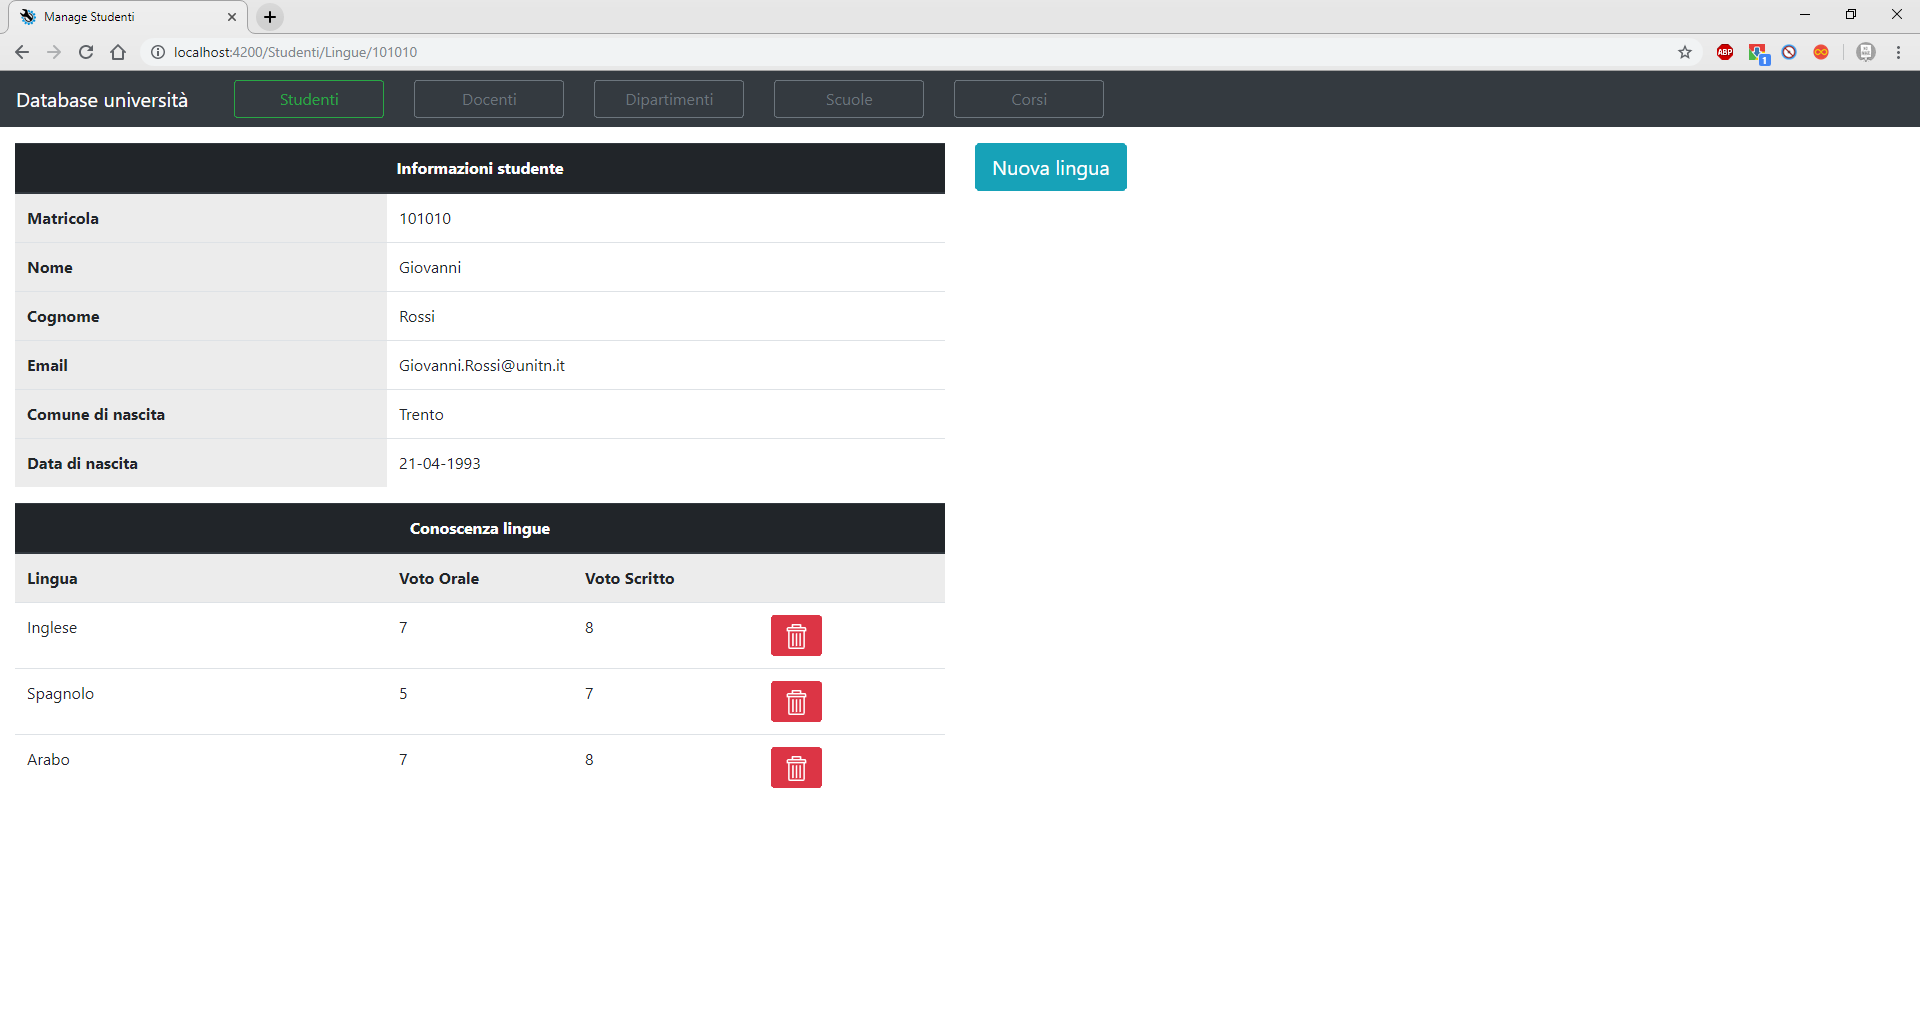 Manage Studenti
localhost:4200/Studenti/Lingue/101010
ABP
1
Database università
Studenti
Docenti
Dipartimenti
Scuole
Corsi
Informazioni studente
Nuova lingua
Matricola 101010
Nome Giovanni
Cognome Rossi
Email Giovanni.Rossi@unitn.it
Comune di nascita Trento
Data di nascita 21-04-1993
Conoscenza lingue
Lingua Voto Orale Voto Scritto
Inglese 7 8
Spagnolo 5 7
Arabo 7 8